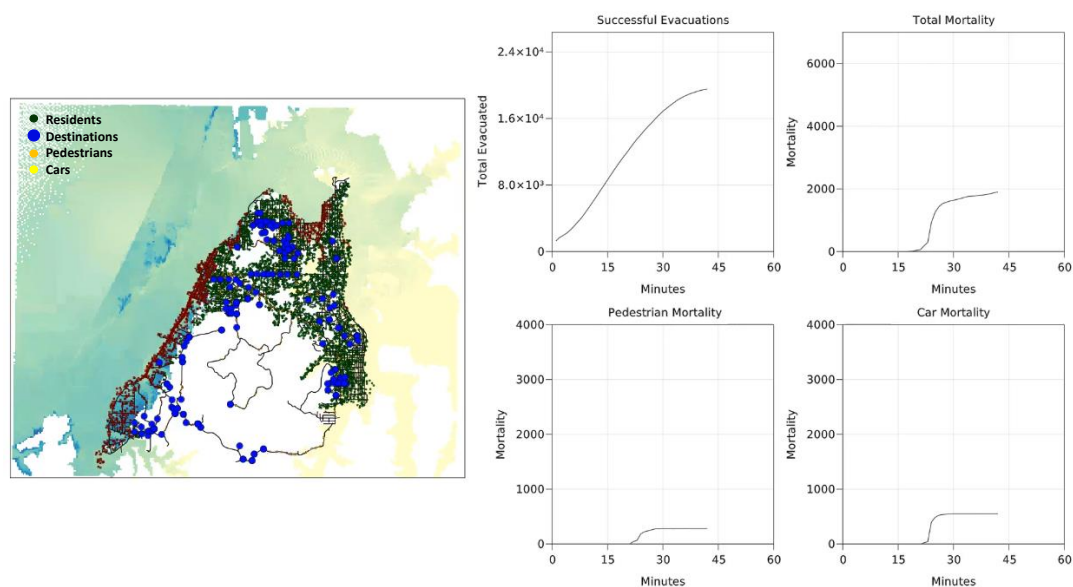 Residents
Destinations
Pedestrians
Cars
Successful Evacuations
Total Evacuated
2.4×10⁴
1.6×10⁴
8.0×10³
0
0 15 30 45 60
Minutes
Total Mortality
Mortality
6000
4000
2000
0
0 15 30 45 60
Minutes
Pedestrian Mortality
Mortality
4000
3000
2000
1000
0
0 15 30 45 60
Minutes
Car Mortality
Mortality
4000
3000
2000
1000
0
0 15 30 45 60
Minutes